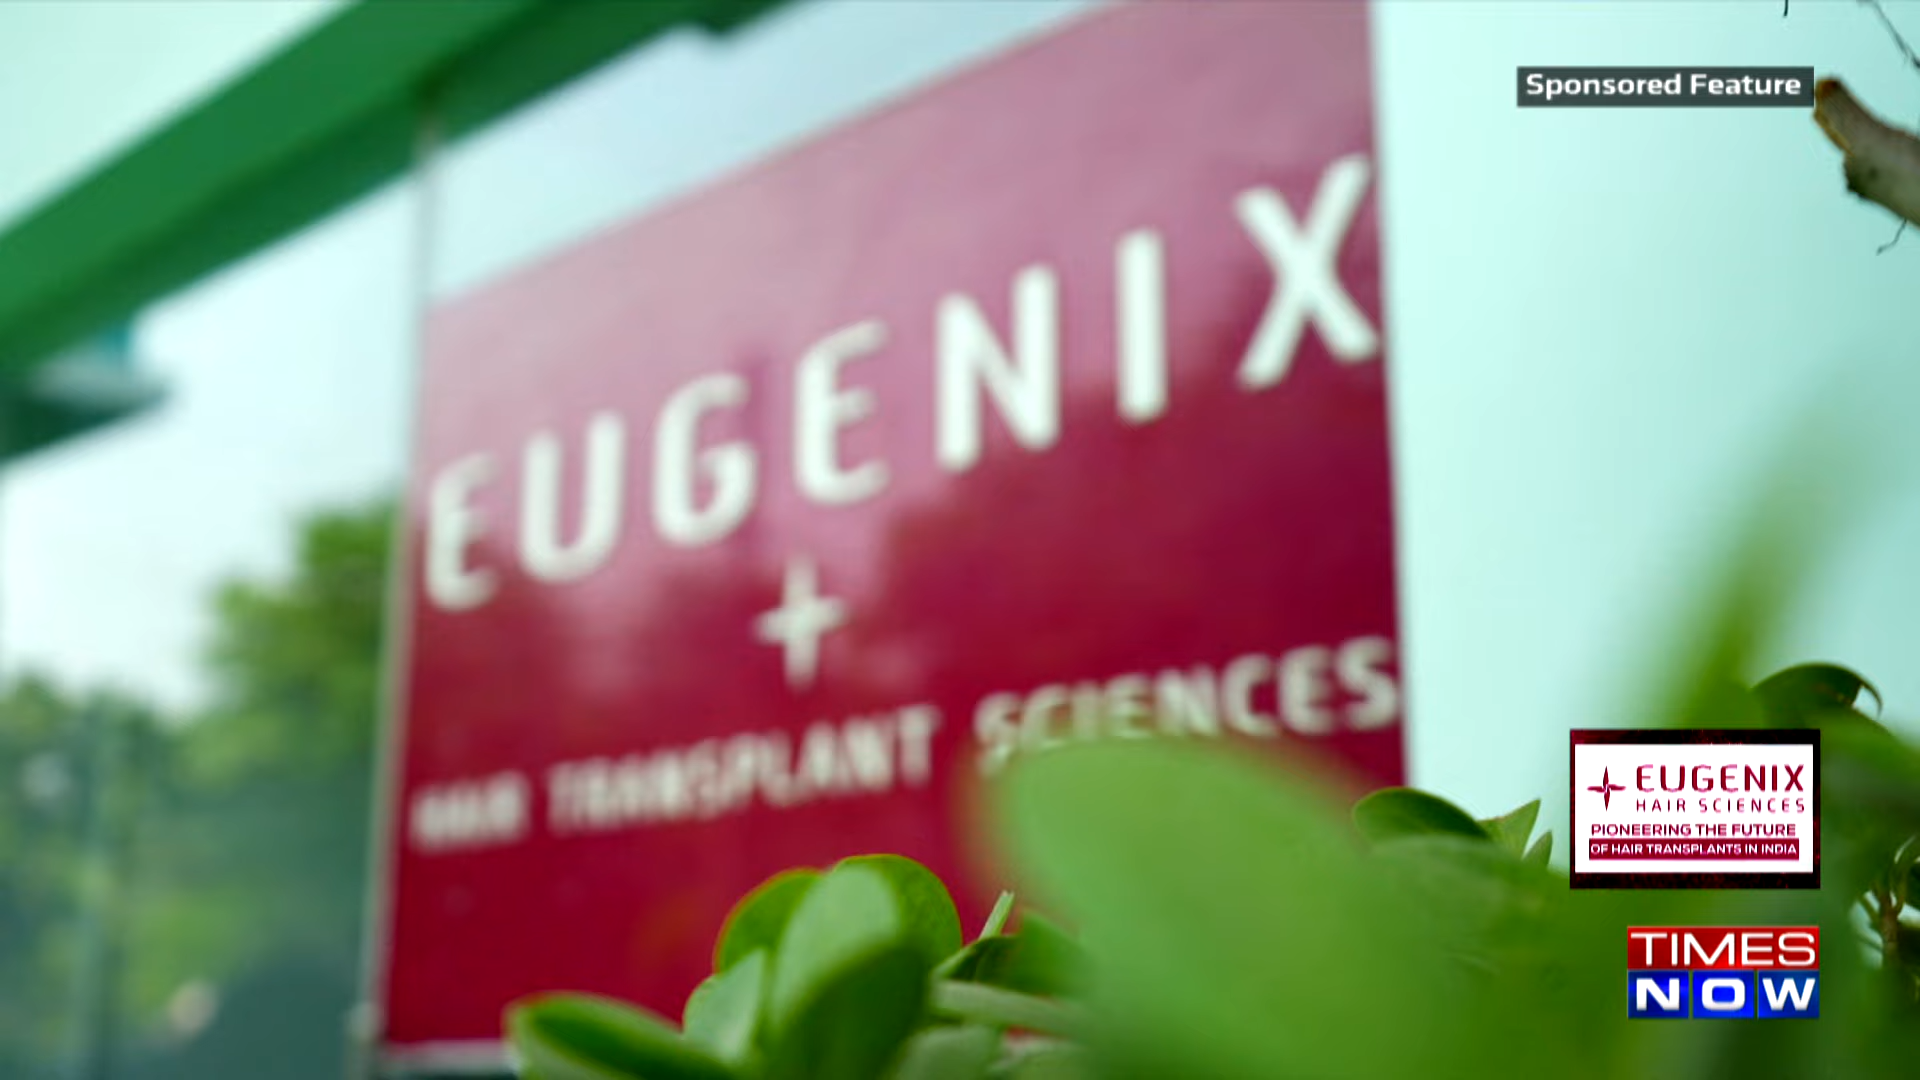 Sponsored Feature
EUGENIX
HAIR TRANSPLANT SCIENCES
EUGENIX
HAIR SCIENCES
PIONEERING THE FUTURE
OF HAIR TRANSPLANTS IN INDIA
TIMES
NOW